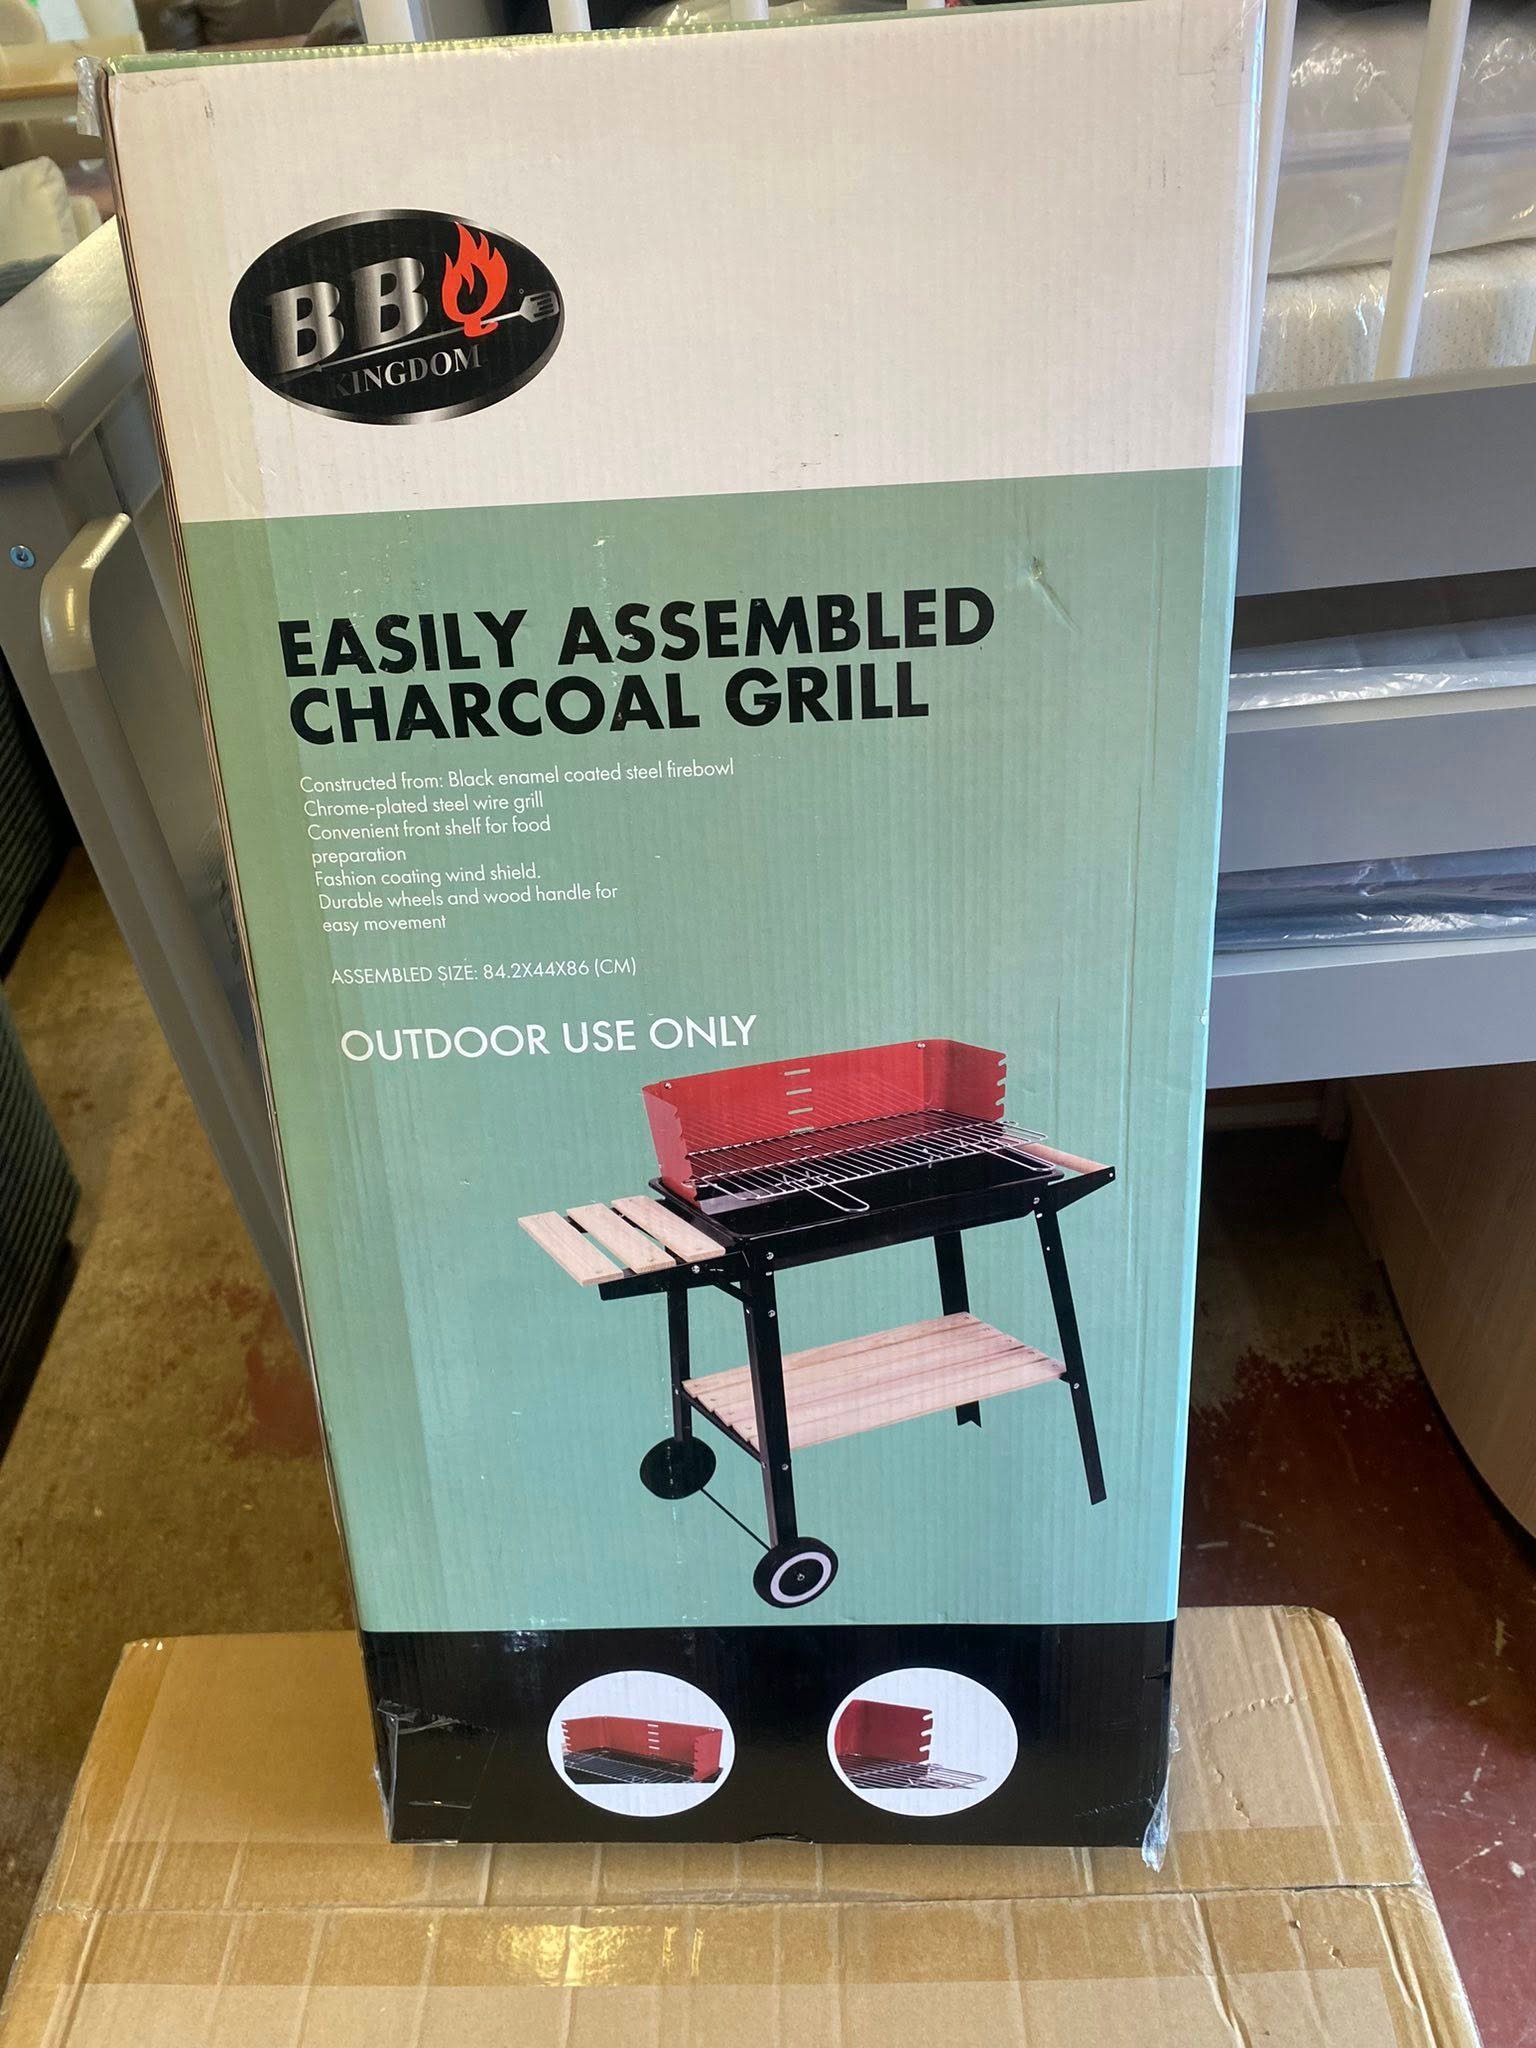 BBQ
KINGDOM
EASILY ASSEMBLED
CHARCOAL GRILL
Constructed from: Black enamel coated steel firebowl
Chrome-plated steel wire grill
Convenient front shelf for food
preparation
Fashion coating wind shield.
Durable wheels and wood handle for
easy movement
ASSEMBLED SIZE: 84.2X44X86 (CM)
OUTDOOR USE ONLY